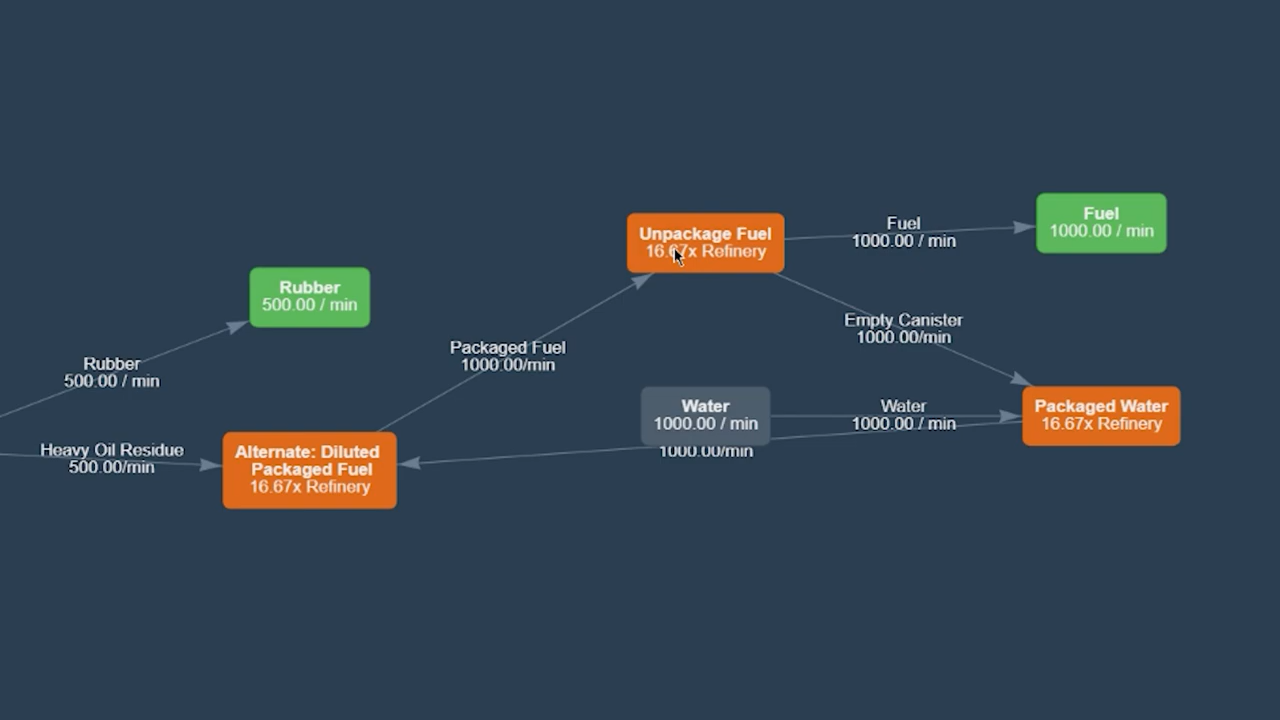 Unpackage Fuel
16.67x Refinery
Fuel
1000.00 / min
Fuel
1000.00 / min
Rubber
500.00 / min
Empty Canister
1000.00/min
Packaged Fuel
1000.00/min
Rubber
500.00 / min
Water
1000.00 / min
Water
1000.00 / min
Packaged Water
16.67x Refinery
1000.00/min
Heavy Oil Residue
500.00/min
Alternate: Diluted
Packaged Fuel
16.67x Refinery